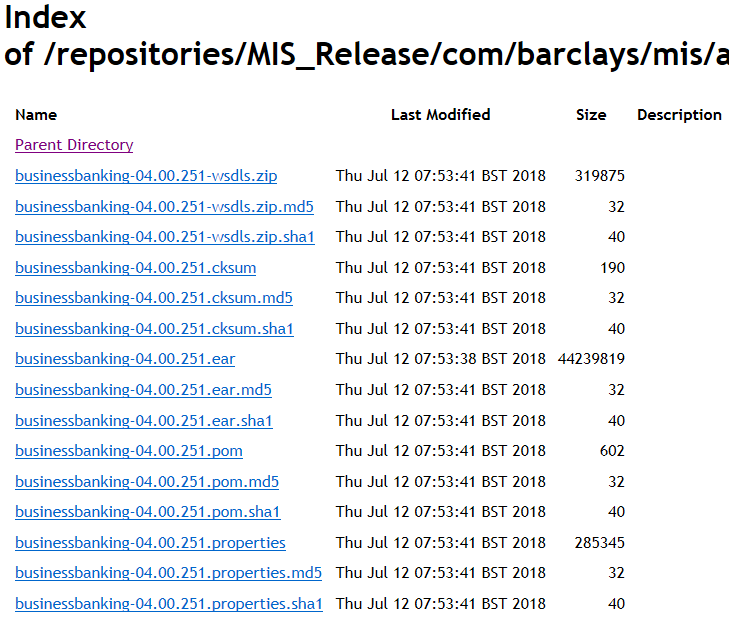 Index
of /repositories/MIS_Release/com/barclays/mis/a
Name Last Modified Size Description
Parent Directory
businessbanking-04.00.251-wsdls.zip Thu Jul 12 07:53:41 BST 2018 319875
businessbanking-04.00.251-wsdls.zip.md5 Thu Jul 12 07:53:41 BST 2018 32
businessbanking-04.00.251-wsdls.zip.sha1 Thu Jul 12 07:53:41 BST 2018 40
businessbanking-04.00.251.cksum Thu Jul 12 07:53:41 BST 2018 190
businessbanking-04.00.251.cksum.md5 Thu Jul 12 07:53:41 BST 2018 32
businessbanking-04.00.251.cksum.sha1 Thu Jul 12 07:53:41 BST 2018 40
businessbanking-04.00.251.ear Thu Jul 12 07:53:38 BST 2018 44239819
businessbanking-04.00.251.ear.md5 Thu Jul 12 07:53:41 BST 2018 32
businessbanking-04.00.251.ear.sha1 Thu Jul 12 07:53:41 BST 2018 40
businessbanking-04.00.251.pom Thu Jul 12 07:53:41 BST 2018 602
businessbanking-04.00.251.pom.md5 Thu Jul 12 07:53:41 BST 2018 32
businessbanking-04.00.251.pom.sha1 Thu Jul 12 07:53:41 BST 2018 40
businessbanking-04.00.251.properties Thu Jul 12 07:53:41 BST 2018 285345
businessbanking-04.00.251.properties.md5 Thu Jul 12 07:53:41 BST 2018 32
businessbanking-04.00.251.properties.sha1 Thu Jul 12 07:53:41 BST 2018 40